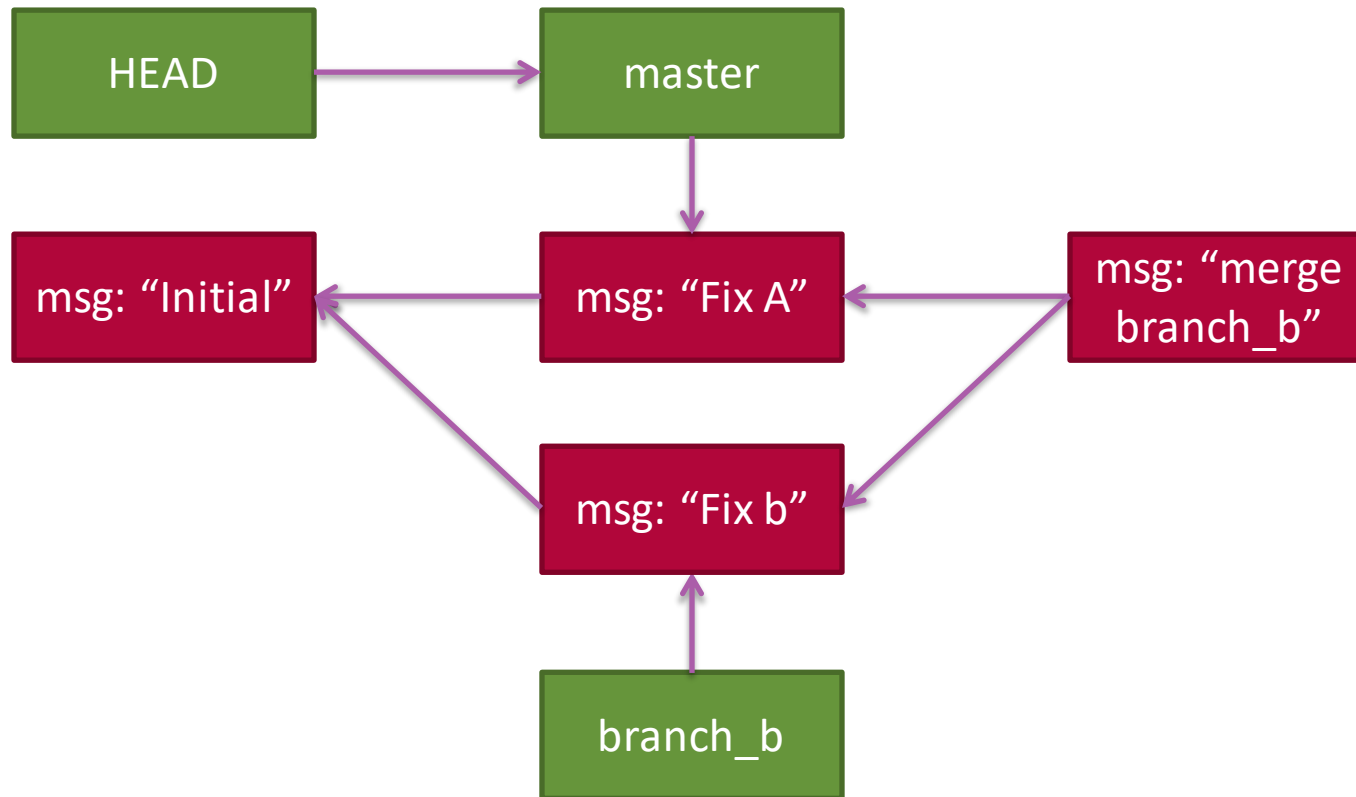 HEAD
master
msg: “Initial”
msg: “Fix A”
msg: “merge
branch_b”
msg: “Fix b”
branch_b